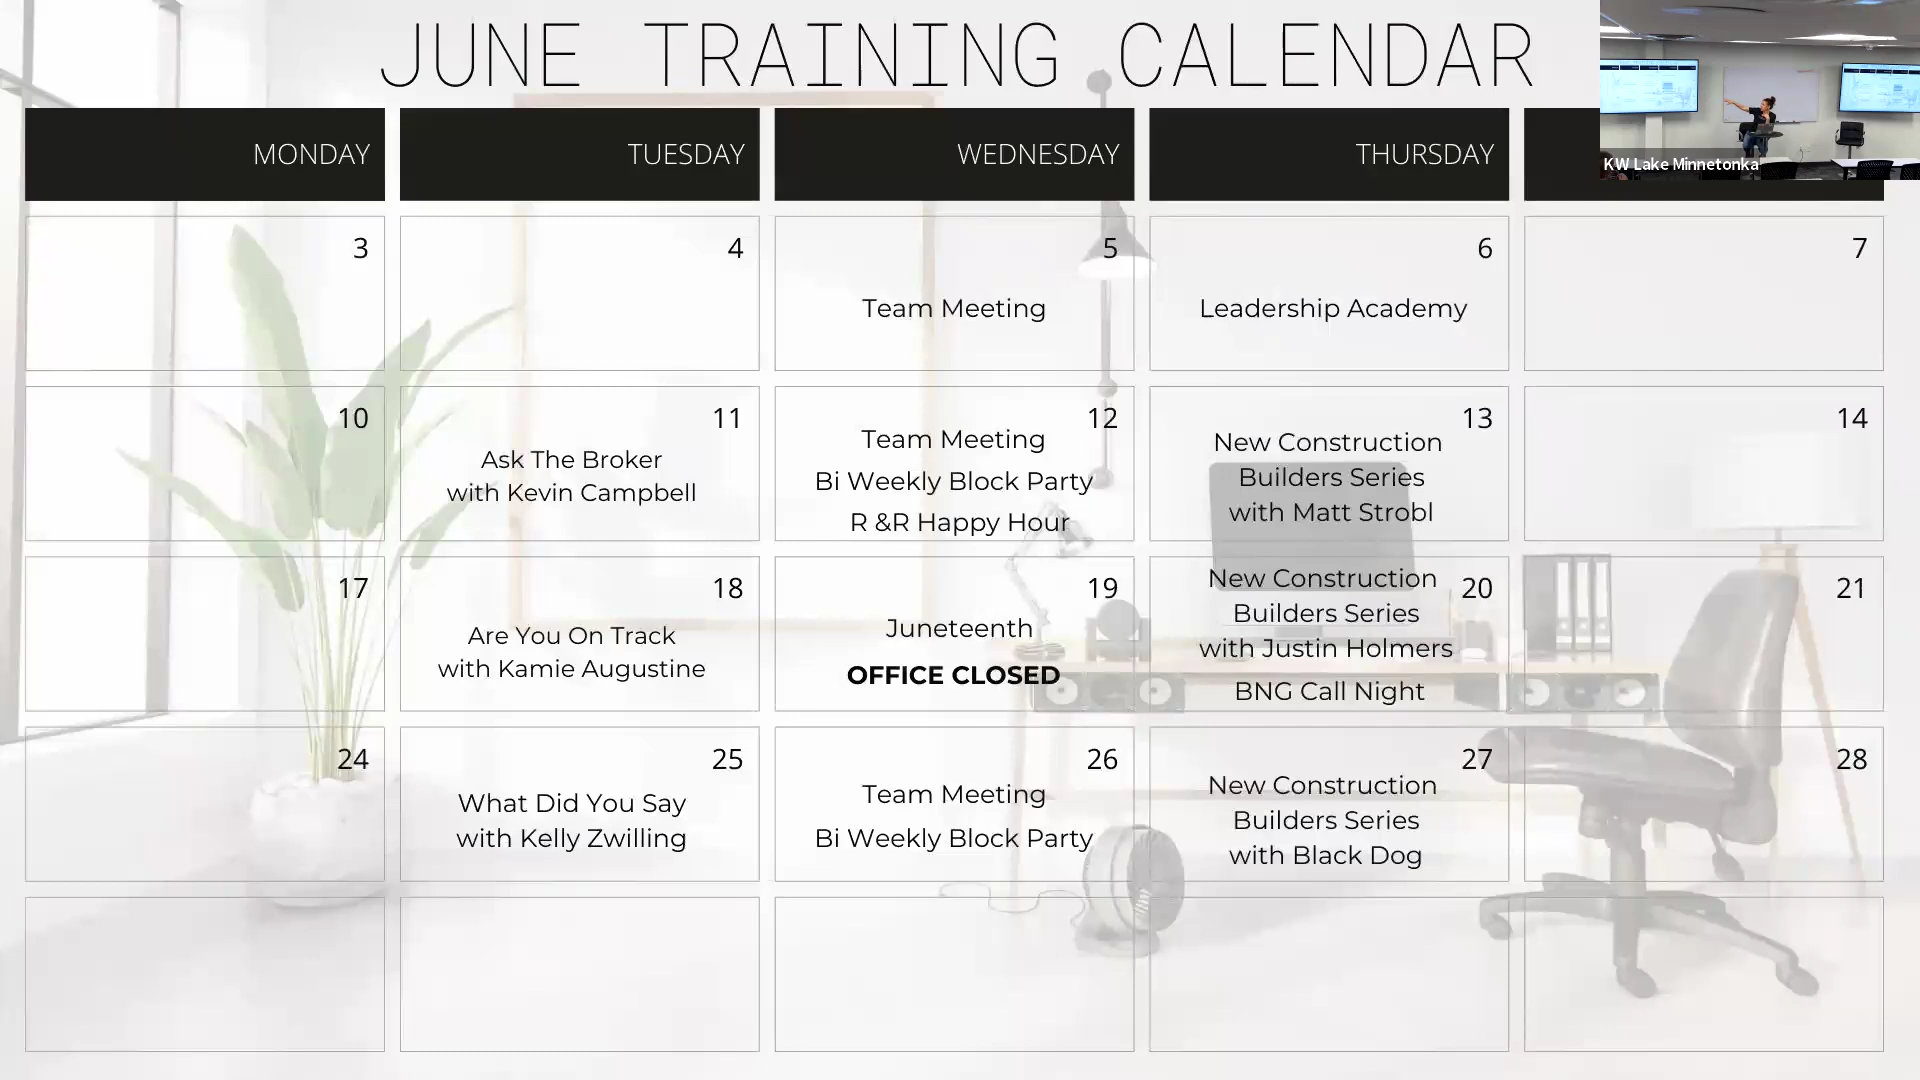 JUNE TRAINING CALENDAR
MONDAY
TUESDAY
WEDNESDAY
THURSDAY
KW Lake Minnetonka
3
4
5
Team Meeting
6
Leadership Academy
7
10
11
Ask The Broker
with Kevin Campbell
12
Team Meeting
Bi Weekly Block Party
R &R Happy Hour
13
New Construction
Builders Series
with Matt Strobl
14
17
18
Are You On Track
with Kamie Augustine
19
Juneteenth
OFFICE CLOSED
20
New Construction
Builders Series
with Justin Holmers
BNG Call Night
21
24
25
What Did You Say
with Kelly Zwilling
26
Team Meeting
Bi Weekly Block Party
27
New Construction
Builders Series
with Black Dog
28